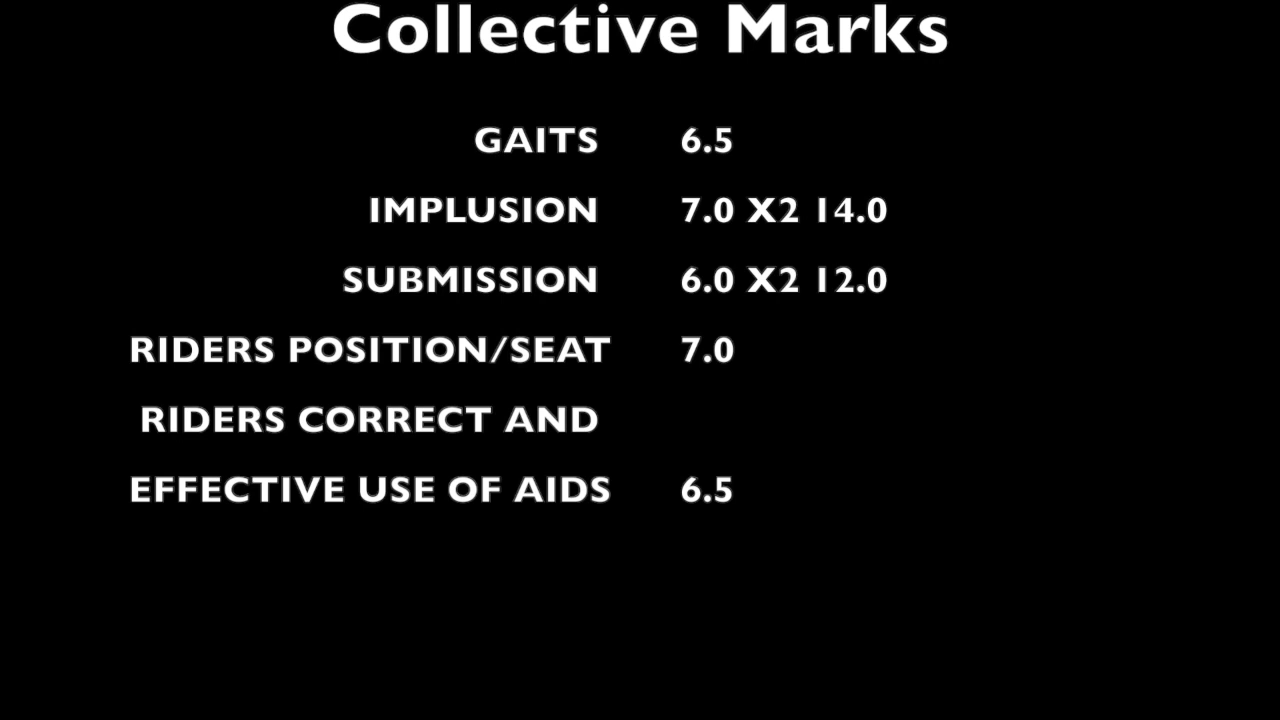 Collective Marks
GAITS 6.5
IMPLUSION 7.0 X2 14.0
SUBMISSION 6.0 X2 12.0
RIDERS POSITION/SEAT 7.0
RIDERS CORRECT AND
EFFECTIVE USE OF AIDS 6.5